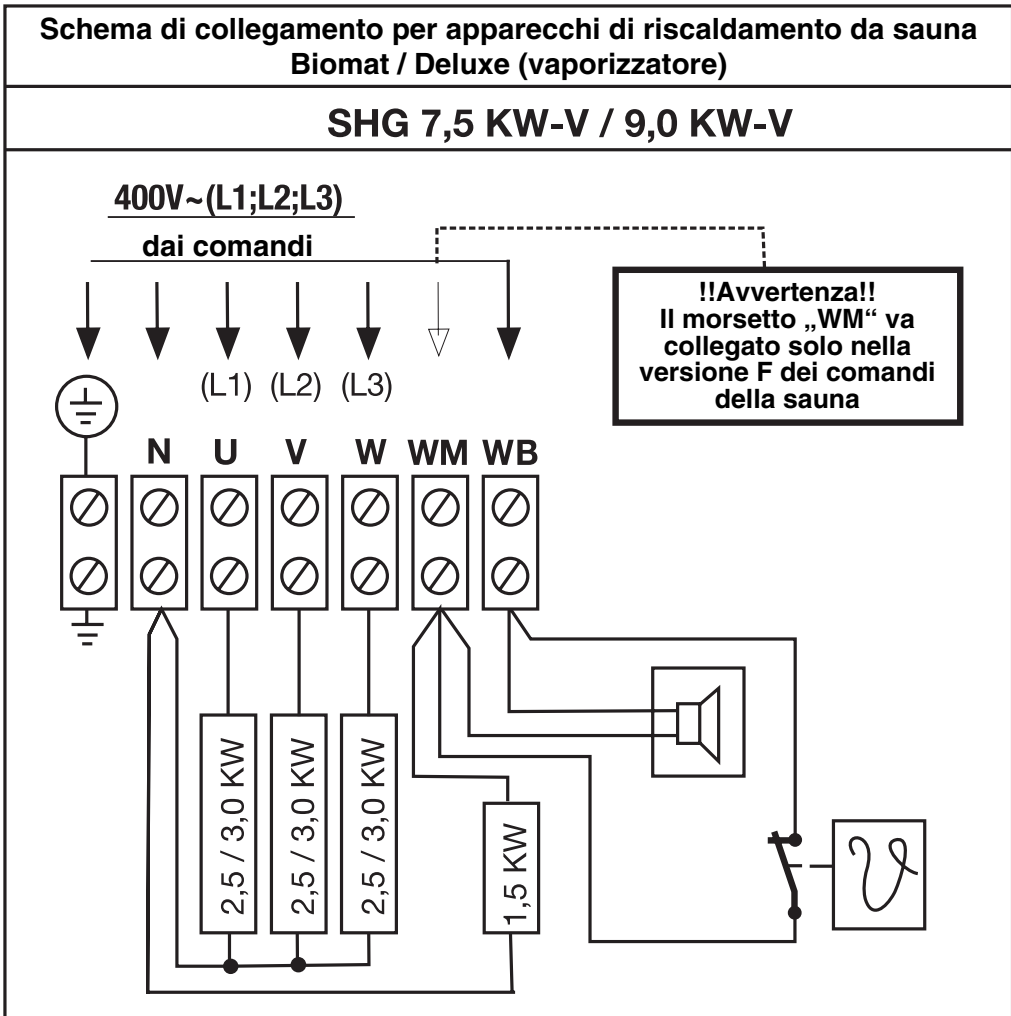 Schema di collegamento per apparecchi di riscaldamento da sauna
Biomat / Deluxe (vaporizzatore)
SHG 7,5 KW-V / 9,0 KW-V
400V~(L1;L2;L3)
dai comandi
!!Avvertenza!!
Il morsetto „WM“ va
collegato solo nella
versione F dei comandi
della sauna
(L1) (L2) (L3)
N U V W WM WB
2,5 / 3,0 KW
2,5 / 3,0 KW
2,5 / 3,0 KW
1,5 KW
ϑ